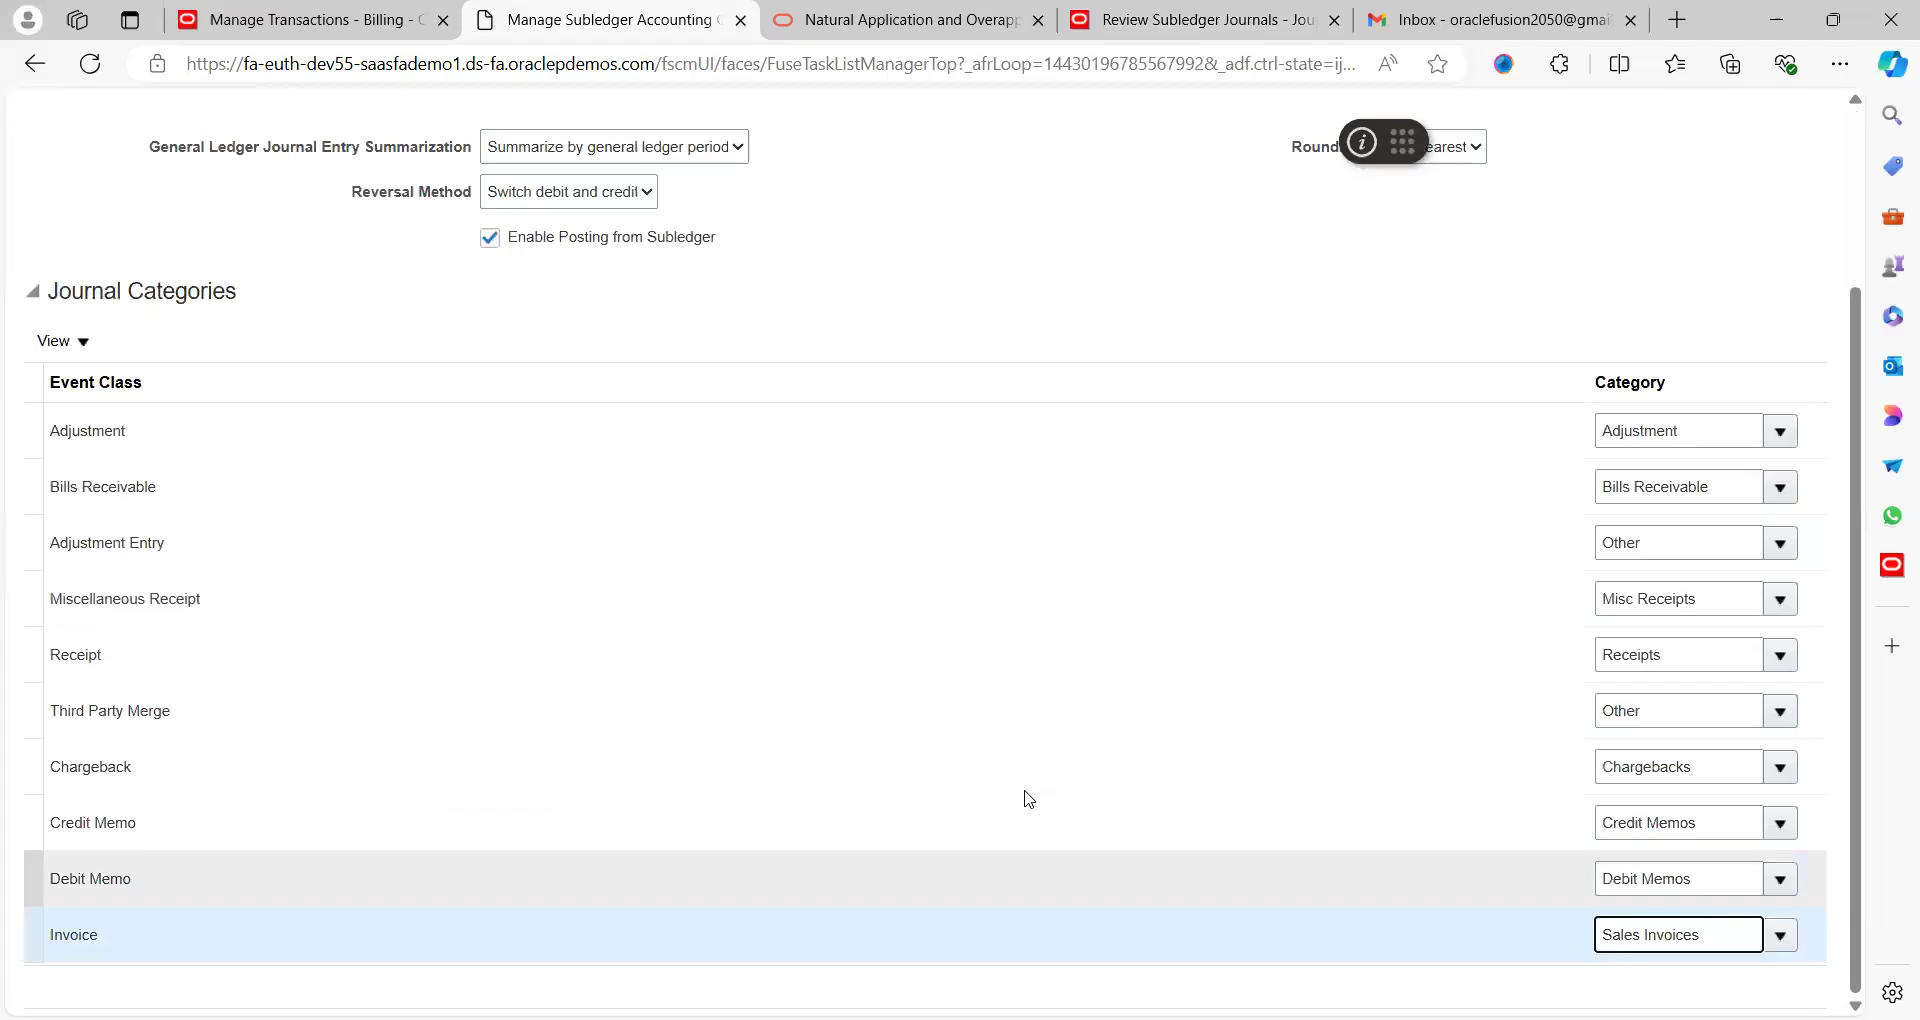 Manage Transactions - Billing -
Manage Subledger Accounting
Natural Application and Overapp
Review Subledger Journals - Jou
Inbox - oraclefusion2050@gmai
https://fa-euth-dev55-saasfademo1.ds-fa.oraclepdemos.com/fscmUI/faces/FuseTaskListManagerTop?_afrLoop=14430196785567992&_adf.ctrl-state=ij...
General Ledger Journal Entry Summarization Summarize by general ledger period
Round earest
Reversal Method Switch debit and credit
Enable Posting from Subledger
Journal Categories
View
Event Class Category
Adjustment Adjustment
Bills Receivable Bills Receivable
Adjustment Entry Other
Miscellaneous Receipt Misc Receipts
Receipt Receipts
Third Party Merge Other
Chargeback Chargebacks
Credit Memo Credit Memos
Debit Memo Debit Memos
Invoice Sales Invoices